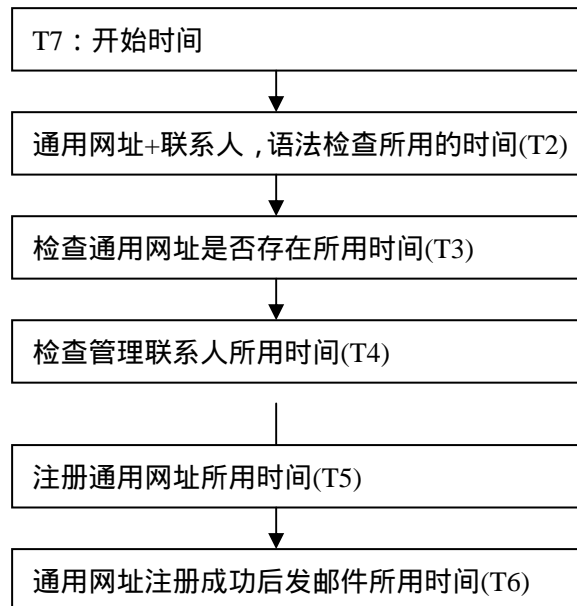 T7：开始时间
通用网址+联系人，语法检查所用的时间(T2)
检查通用网址是否存在所用时间(T3)
检查管理联系人所用时间(T4)
注册通用网址所用时间(T5)
通用网址注册成功后发邮件所用时间(T6)